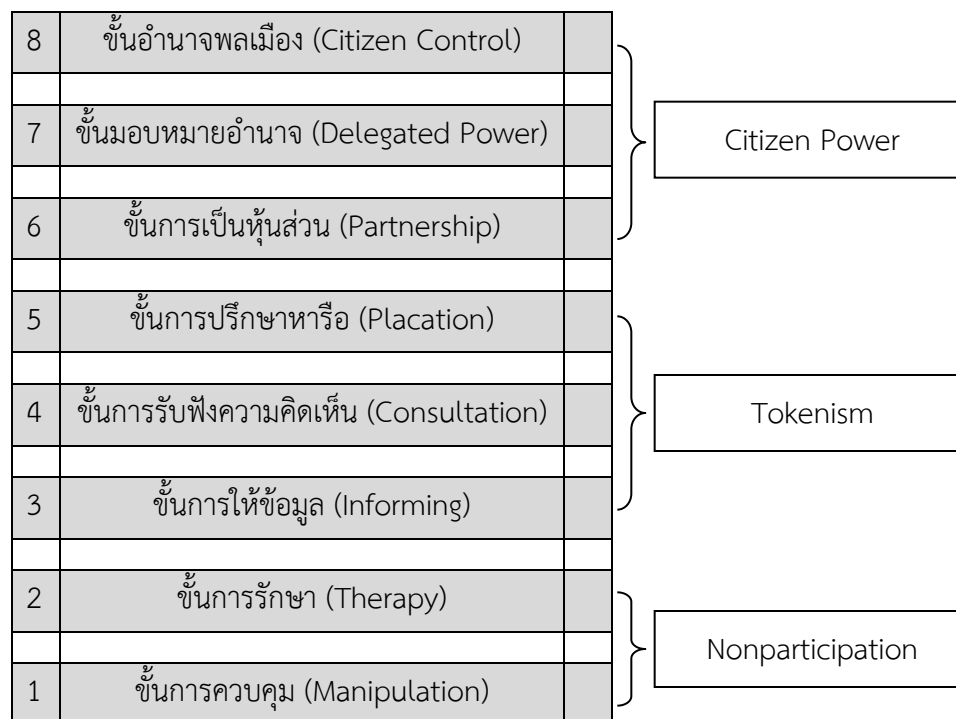 8 ขั้นอำนาจพลเมือง (Citizen Control)
7 ขั้นมอบหมายอำนาจ (Delegated Power)
Citizen Power
6 ขั้นการเป็นหุ้นส่วน (Partnership)
5 ขั้นการปรึกษาหารือ (Placation)
4 ขั้นการรับฟังความคิดเห็น (Consultation)
Tokenism
3 ขั้นการให้ข้อมูล (Informing)
2 ขั้นการรักษา (Therapy)
Nonparticipation
1 ขั้นการควบคุม (Manipulation)